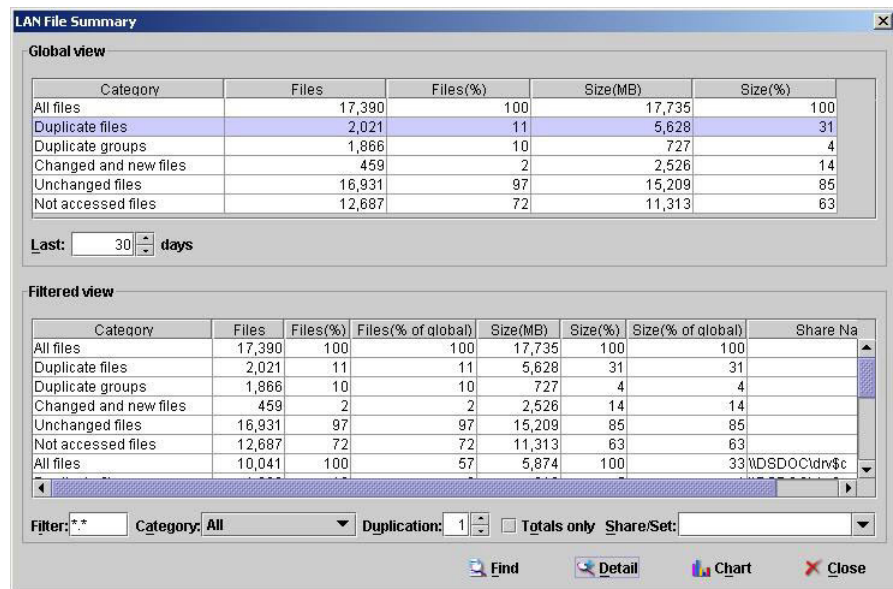 LAN File Summary
Global view
Category Files Files(%) Size(MB) Size(%)
All files 17,390 100 17,735 100
Duplicate files 2,021 11 5,628 31
Duplicate groups 1,866 10 727 4
Changed and new files 459 2 2,526 14
Unchanged files 16,931 97 15,209 85
Not accessed files 12,687 72 11,313 63
Last: 30 days
Filtered view
Category Files Files(%) Files(% of global) Size(MB) Size(%) Size(% of global) Share Na
All files 17,390 100 100 17,735 100 100
Duplicate files 2,021 11 11 5,628 31 31
Duplicate groups 1,866 10 10 727 4 4
Changed and new files 459 2 2 2,526 14 14
Unchanged files 16,931 97 97 15,209 85 85
Not accessed files 12,687 72 72 11,313 63 63
All files 10,041 100 57 5,874 100 33 \\DSDOC\drv$c
Filter: *.* Category: All Duplication: 1 Totals only Share/Set:
Find Detail Chart Close